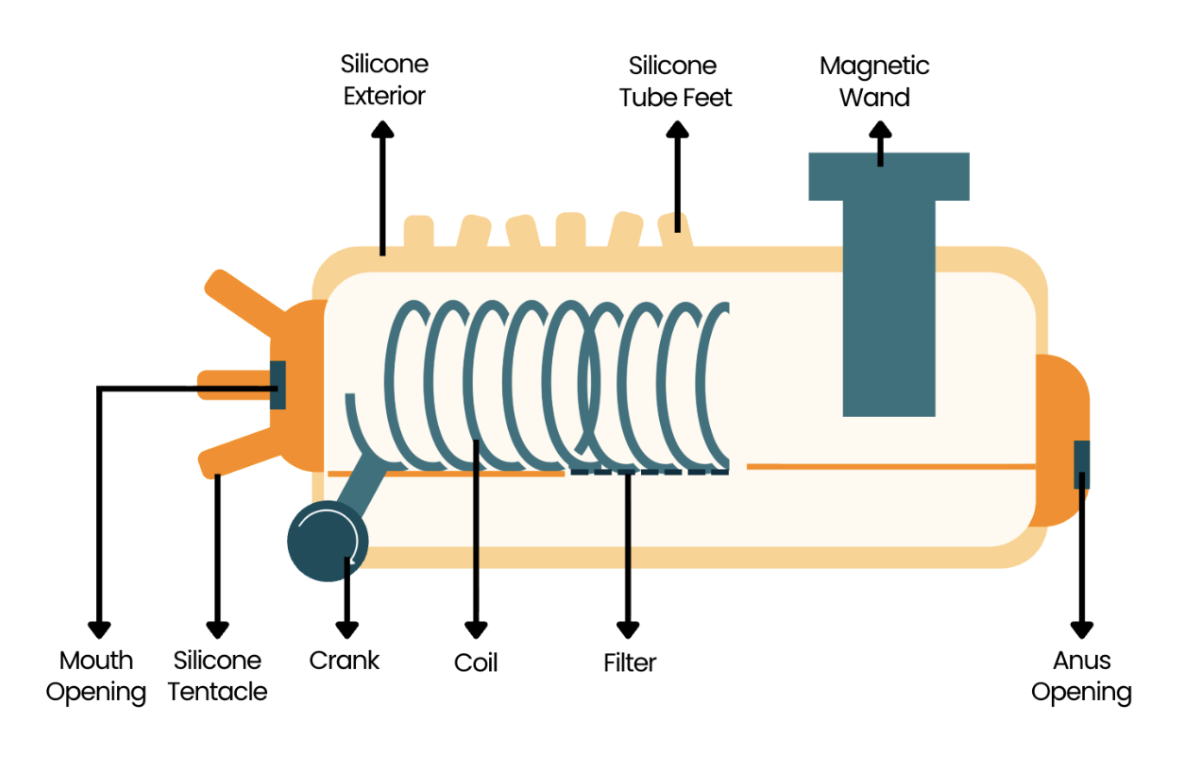 Silicone
Exterior
Silicone
Tube Feet
Magnetic
Wand
Mouth
Opening
Silicone
Tentacle
Crank
Coil
Filter
Anus
Opening